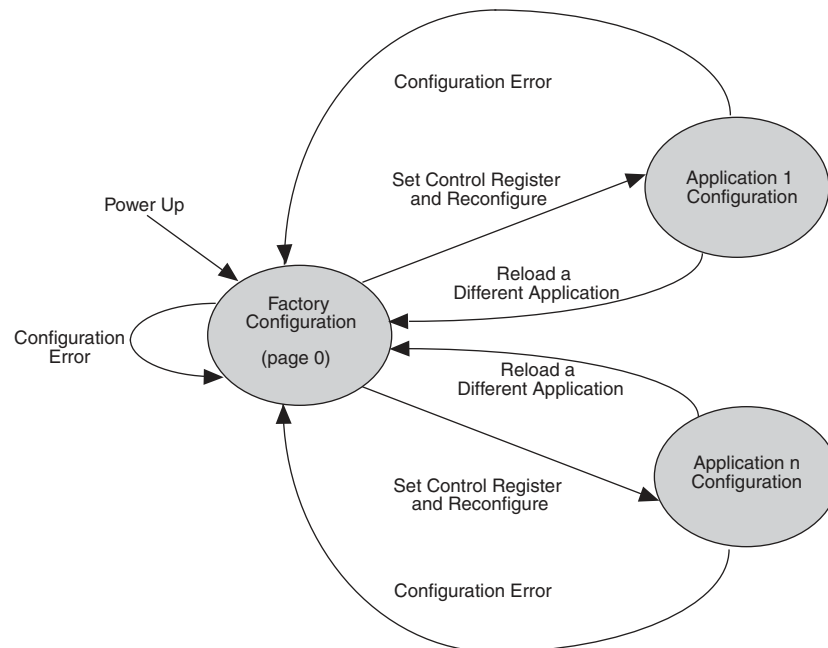 Configuration Error
Application 1
Configuration
Set Control Register
and Reconfigure
Power Up
Reload a
Different Application
Factory
Configuration
(page 0)
Configuration
Error
Reload a
Different Application
Application n
Configuration
Set Control Register
and Reconfigure
Configuration Error